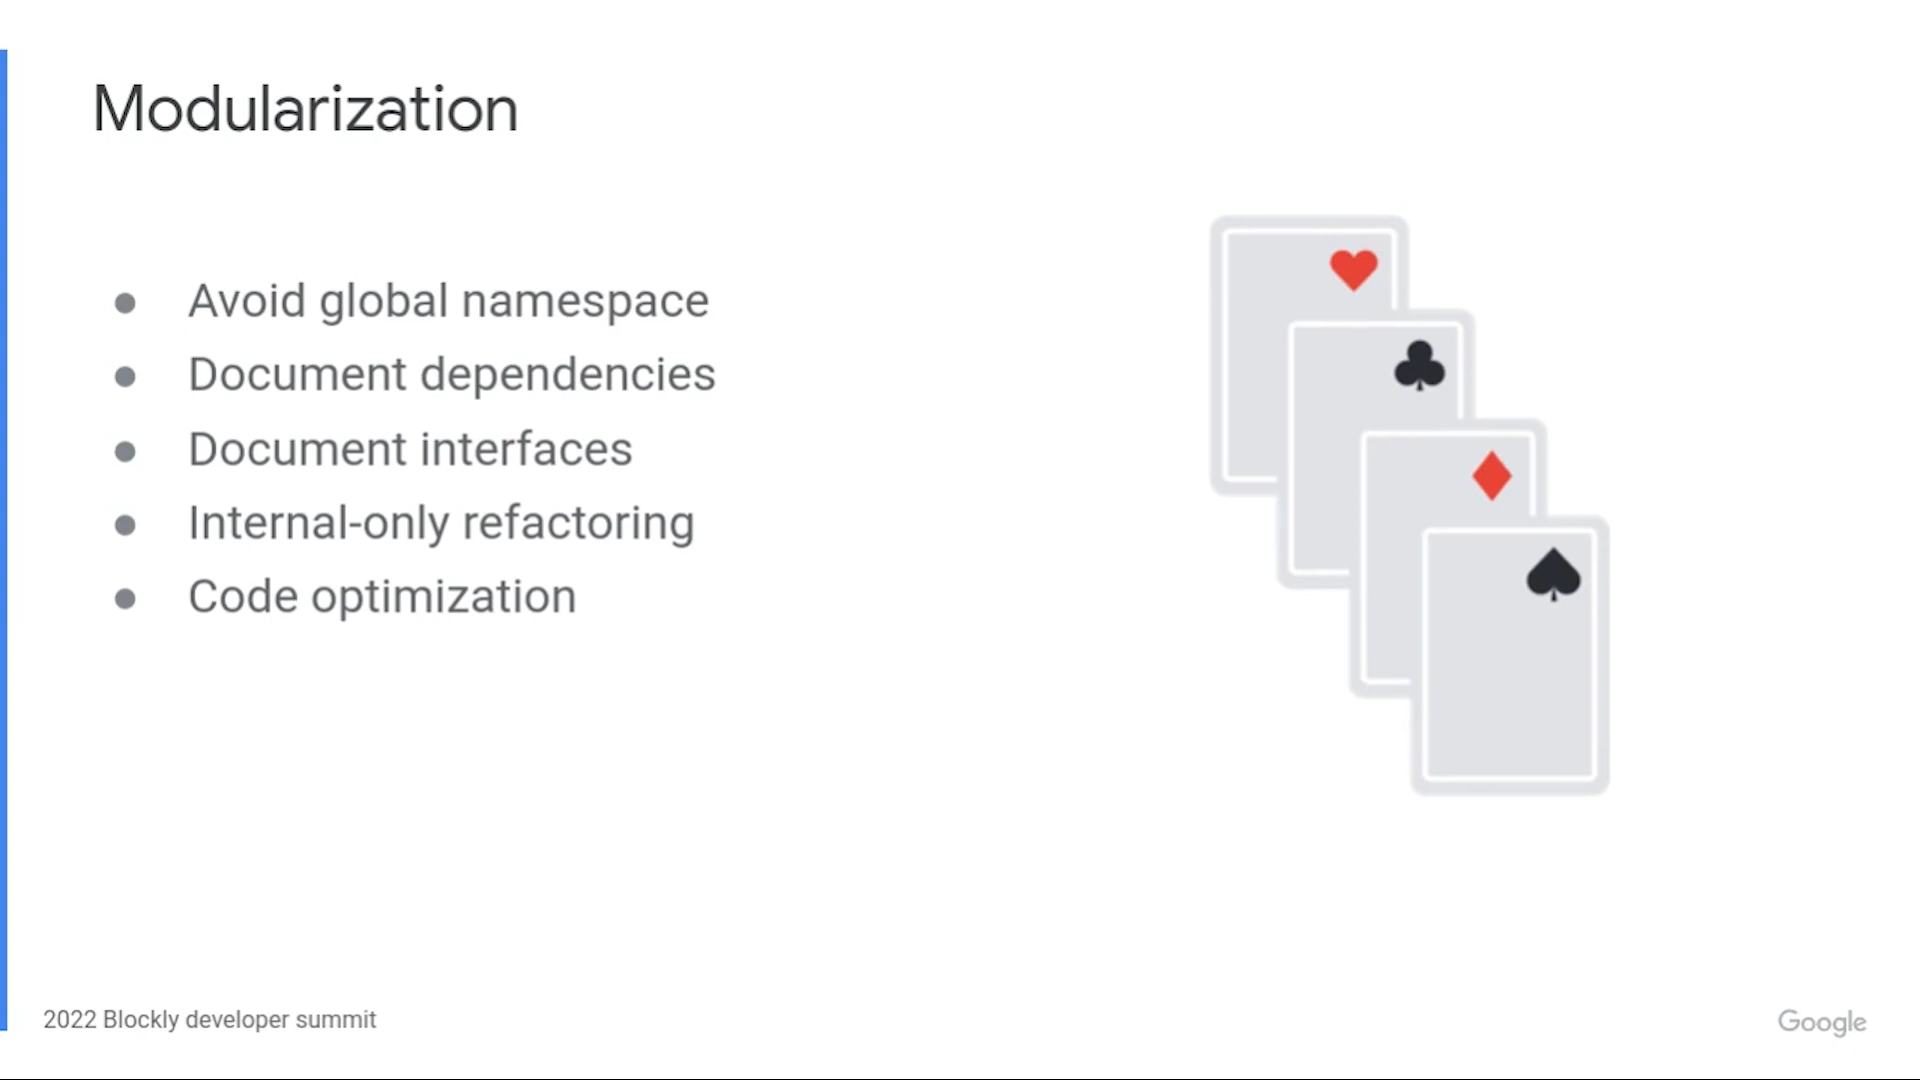 Modularization
Avoid global namespace
Document dependencies
Document interfaces
Internal-only refactoring
Code optimization
2022 Blockly developer summit
Google